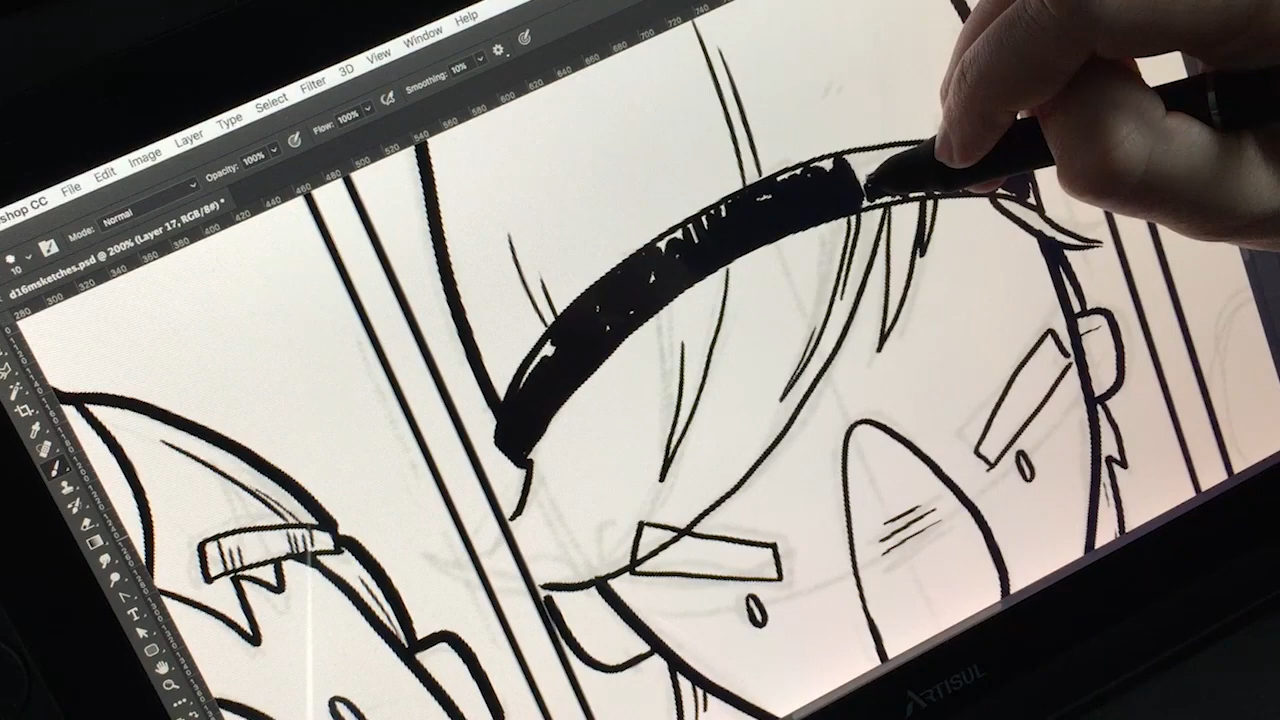 shop CC File Edit Image Layer Type Select Filter 3D View Window Help
10 Mode: Normal Opacity: 100% Flow: 100% Smoothing: 10%
d16msketches.psd @ 200% (Layer 17, RGB/8#) *
280 300 320 340 360 380 400 420 440 460 480 500 520 540 560 580 600 620 640 660 680 700 720 740
ARTISUL